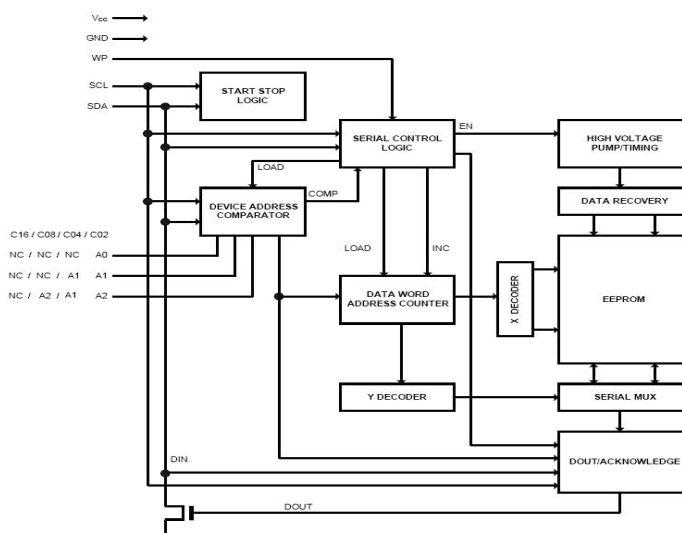 Vcc
GND
WP
SCL
SDA
START STOP
LOGIC
SERIAL CONTROL
LOGIC
EN
HIGH VOLTAGE
PUMP/TIMING
LOAD
COMP
DEVICE ADDRESS
COMPARATOR
DATA RECOVERY
C16 / C08 / C04 / C02
NC / NC / NC A0
NC / NC / A1 A1
NC / A2 / A1 A2
LOAD
INC
DATA WORD
ADDRESS COUNTER
X DECODER
EEPROM
Y DECODER
SERIAL MUX
DIN
DOUT/ACKNOWLEDGE
DOUT